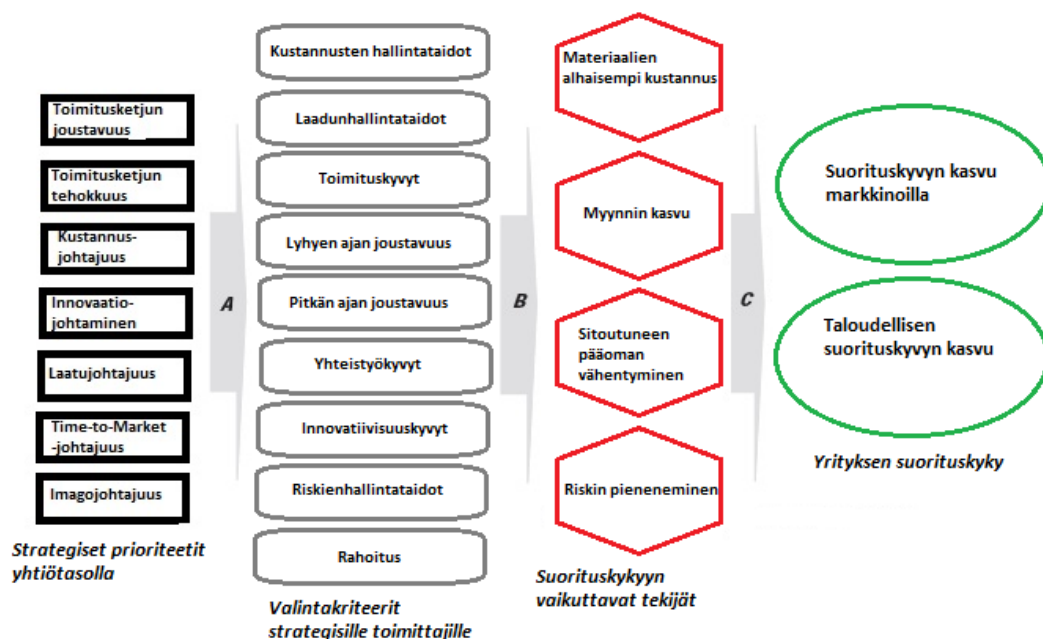 Toimitusketjun
joustavuus
Toimitusketjun
tehokkuus
Kustannus-
johtajuus
Innovaatio-
johtaminen
Laatujohtajuus
Time-to-Market
-johtajuus
Imagojohtajuus
Strategiset prioriteetit
yhtiötasolla
A
Kustannusten hallintataidot
Laadunhallintataidot
Toimituskyvyt
Lyhyen ajan joustavuus
Pitkän ajan joustavuus
Yhteistyökyvyt
Innovatiivisuuskyvyt
Riskienhallintataidot
Rahoitus
Valintakriteerit
strategisille toimittajille
B
Materiaalien
alhaisempi kustannus
Myynnin kasvu
Sitoutuneen
pääoman
vähentyminen
Riskin pieneneminen
Suorituskykyyn
vaikuttavat tekijät
C
Suorituskyvyn kasvu
markkinoilla
Taloudellisen
suorituskyvyn kasvu
Yrityksen suorituskyky